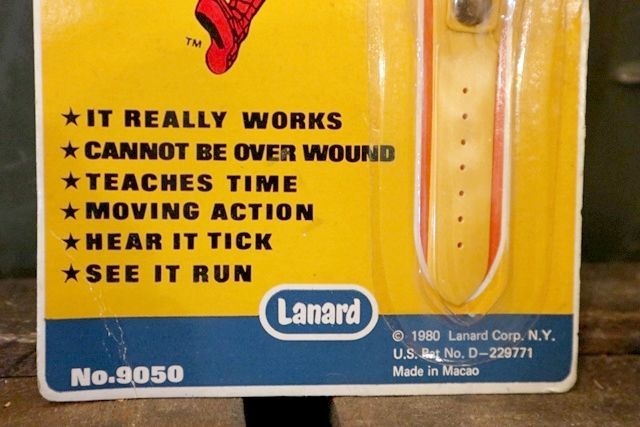 TM
★IT REALLY WORKS
★CANNOT BE OVER WOUND
★TEACHES TIME
★MOVING ACTION
★HEAR IT TICK
★SEE IT RUN
Lanard
© 1980 Lanard Corp. N.Y.
U.S. Pat No. D-229771
Made in Macao
No.9050